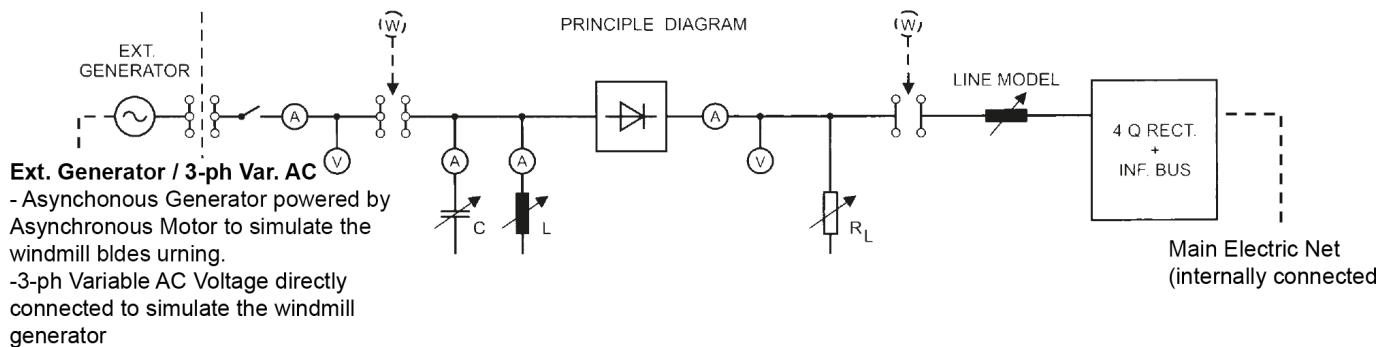 PRINCIPLE DIAGRAM
W
W
EXT.
GENERATOR
LINE MODEL
A
A
V
V
A
A
C
L
R L
4 Q RECT.
+
INF. BUS
Ext. Generator / 3-ph Var. AC
- Asynchonous Generator powered by
Asynchronous Motor to simulate the
windmill bldes urning.
-3-ph Variable AC Voltage directly
connected to simulate the windmill
generator
Main Electric Net
(internally connected